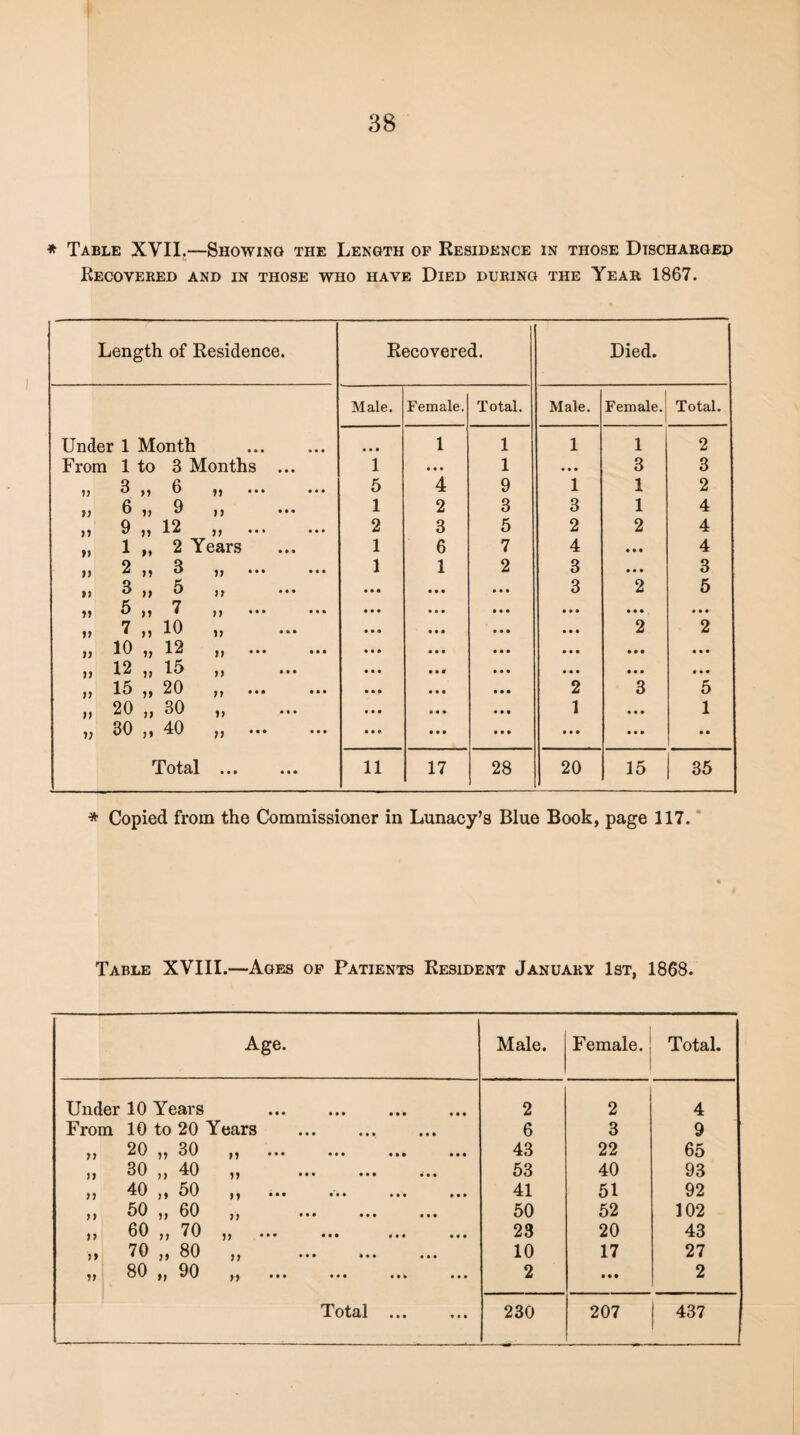 38
* Table XVII.—Showing the Length of Residence in those Discharged
Recovered and in those who have Died during the Year 1867.
Length of Residence. Recovered. Died.
Male. Female. Total. Male. Female. Total.
Under 1 Month ... ... ... 1 1 1 1 2
From 1 to 3 Months ... 1 ... 1 ... 3 3
„ 3 „ 6 „ ... ... 5 4 9 1 1 2
„ 6 „ 9 „ ... 1 2 3 3 1 4
„ 9 „ 12 „ ... ... 2 3 5 2 2 4
„ 1 „ 2 Years ... 1 6 7 4 ... 4
„ 2 „ 3 „ ... ... 1 1 2 3 ... 3
„ 3 „ 5 „ ... ... ... ... 3 2 5
„ 5 „ 7 „ ... ... ... ... ... ... ... ...
„ 7 „ 10 „ ... ... ... ... ... 2 2
„ 10 „ 12 „ ... ... ... ... ... ... ... ...
„ 12 „ 15 „ ... ... ... ... ... ... ...
„ 15 „ 20 „ ... ... ... ... ... 2 3 5
„ 20 „ 30 „ ... ... ... ... 1 ... 1
„ 30 „ 40 „ ... ... ... ... ... ... ... ..
Total ... ... 11 17 28 20 15 35
* Copied from the Commissioner in Lunacy's Blue Book, page 117.
Table XVIII.—Ages of Patients Resident January 1st, 1868.
Age. Male. Female. Total.
Under 10 Years ... ... ... ... 2 2 4
From 10 to 20 Years ... ... ... 6 3 9
„ 20 „ 30 „ ... ... ... ... 43 22 65
„ 30 „ 40 „ ... ... ... 53 40 93
„ 40 „ 50 „ ... ... ... ... 41 51 92
„ 50 „ 60 „ ... ... ... 50 52 102
„ 60 „ 70 „ ... ... ... ... 23 20 43
„ 70 „ 80 „ ... ... ... 10 17 27
„ 80 „ 90 „ ... ... ... ... 2 ... 2
Total ... ... 230 207 437